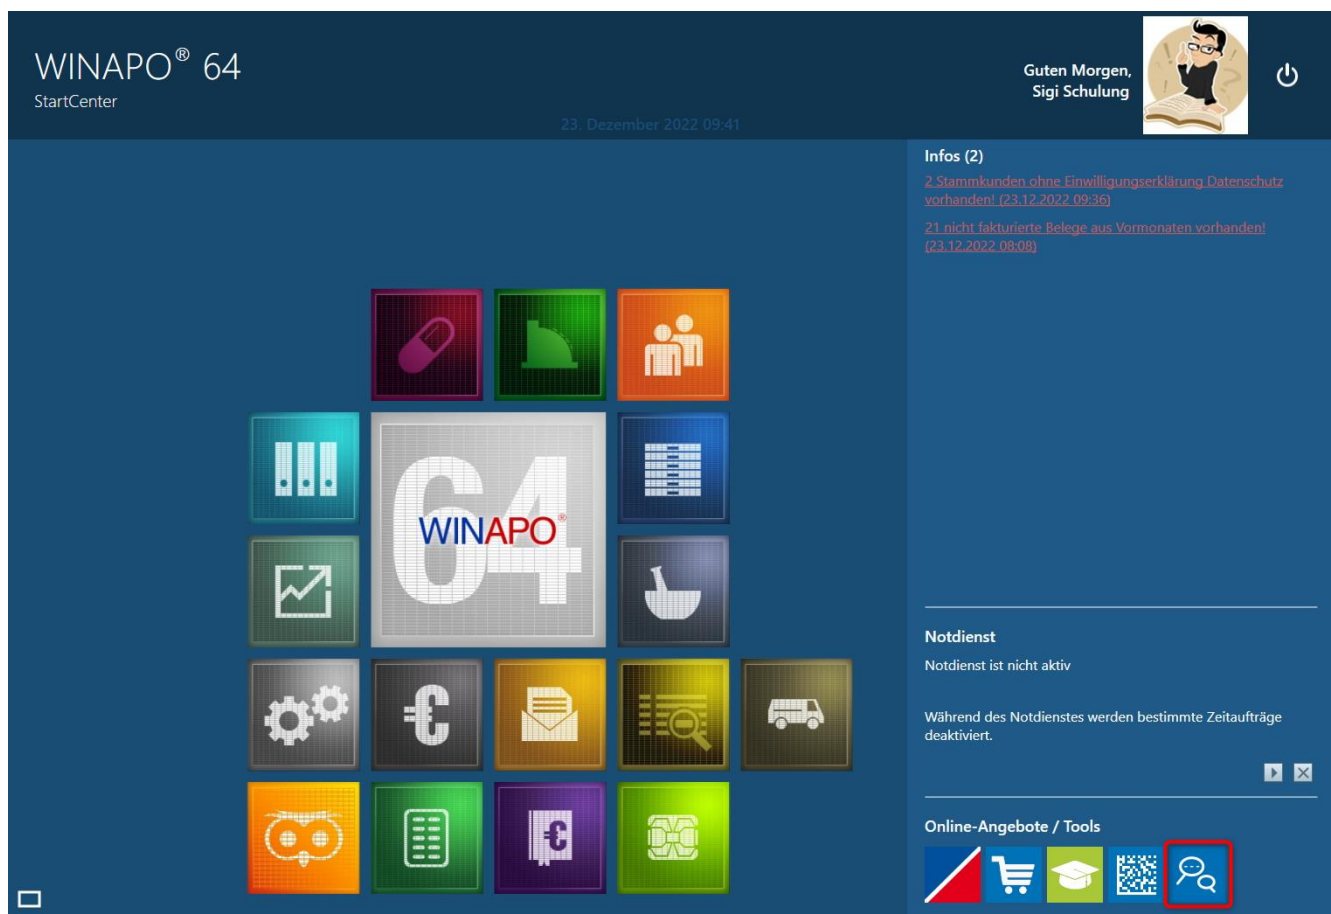 WINAPO® 64
StartCenter
Guten Morgen,
Sigi Schulung
23. Dezember 2022 09:41
Infos (2)
2 Stammkunden ohne Einwilligungserklärung Datenschutz
vorhanden! (23.12.2022 09:36)
21 nicht fakturierte Belege aus Vormonaten vorhanden!
(23.12.2022 08:08)
64
WINAPO®
Notdienst
Notdienst ist nicht aktiv
Während des Notdienstes werden bestimmte Zeitaufträge
deaktiviert.
Online-Angebote / Tools